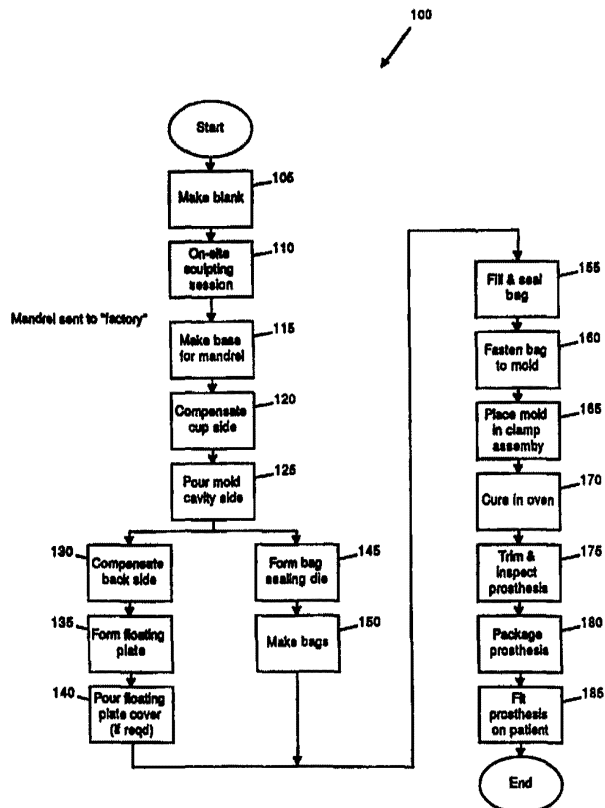 100
Start
Make blank
105
On-site
sculpting
session
110
Mandrel sent to "factory"
Make base
for mandrel
115
Compensate
cup side
120
Pour mold
cavity side
125
130
Compensate
back side
135
Form floating
plate
140
Pour floating
plate cover
(if reqd)
Form bag
sealing die
145
Make bags
150
Fill & seal
bag
155
Fasten bag
to mold
160
Place mold
in clamp
assemby
165
Cure in oven
170
Trim &
inspect
prosthesis
175
Package
prosthesis
180
Fit
prosthesis
on patient
185
End